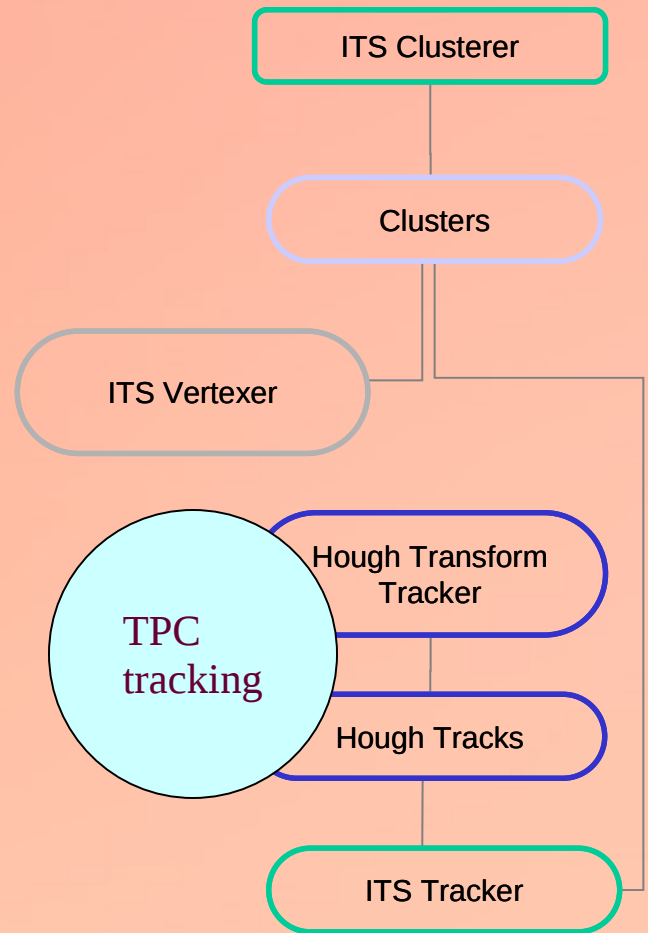 ITS Clusterer
Clusters
ITS Vertexer
Hough Transform
Tracker
TPC
tracking
Hough Tracks
ITS Tracker